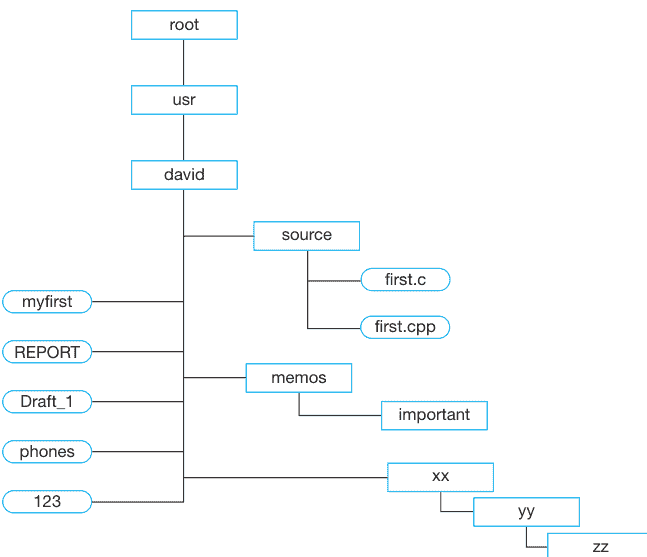 root
usr
david
source
first.c
myfirst
first.cpp
REPORT
memos
Draft_1
important
phones
xx
123
yy
zz